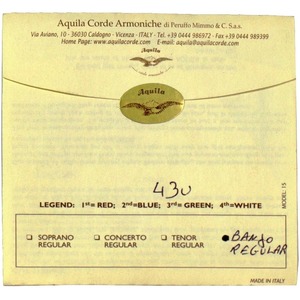 Aquila Corde Armoniche di Peruffo Mimmo & C. S.a.s.
Via Aviano, 10 - 36030 Caldogno - Vicenza - ITALY - Tel. +39 0444 986972 - Fax +39 0444 989399
Home Page: www.aquilacorde.com - E-mail: aquila@aquilacorde.com
Aquila
Aquila
430
LEGEND: 1st=RED; 2nd=BLUE; 3rd=GREEN; 4th=WHITE
MODEL: 15
SOPRANO REGULAR
CONCERTO REGULAR
TENOR REGULAR
BANJO REGULAR
MADE IN ITALY